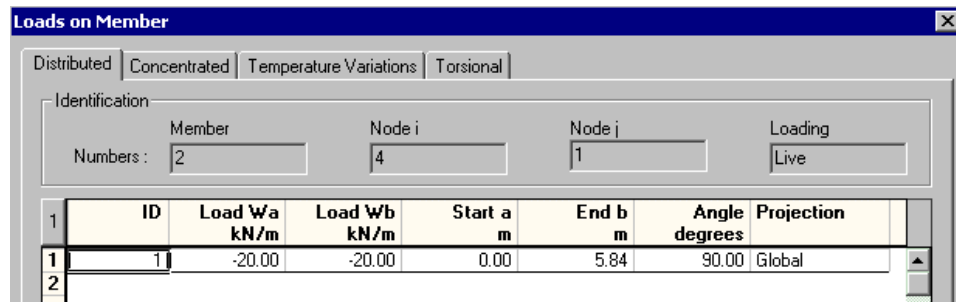 Loads on Member
Distributed Concentrated Temperature Variations Torsional
Identification
Member Node i Node j Loading
Numbers : 2 4 1 Live
1 ID Load Wa Load Wb Start a End b Angle Projection
kN/m kN/m m m degrees
1 1 -20.00 -20.00 0.00 5.84 90.00 Global
2